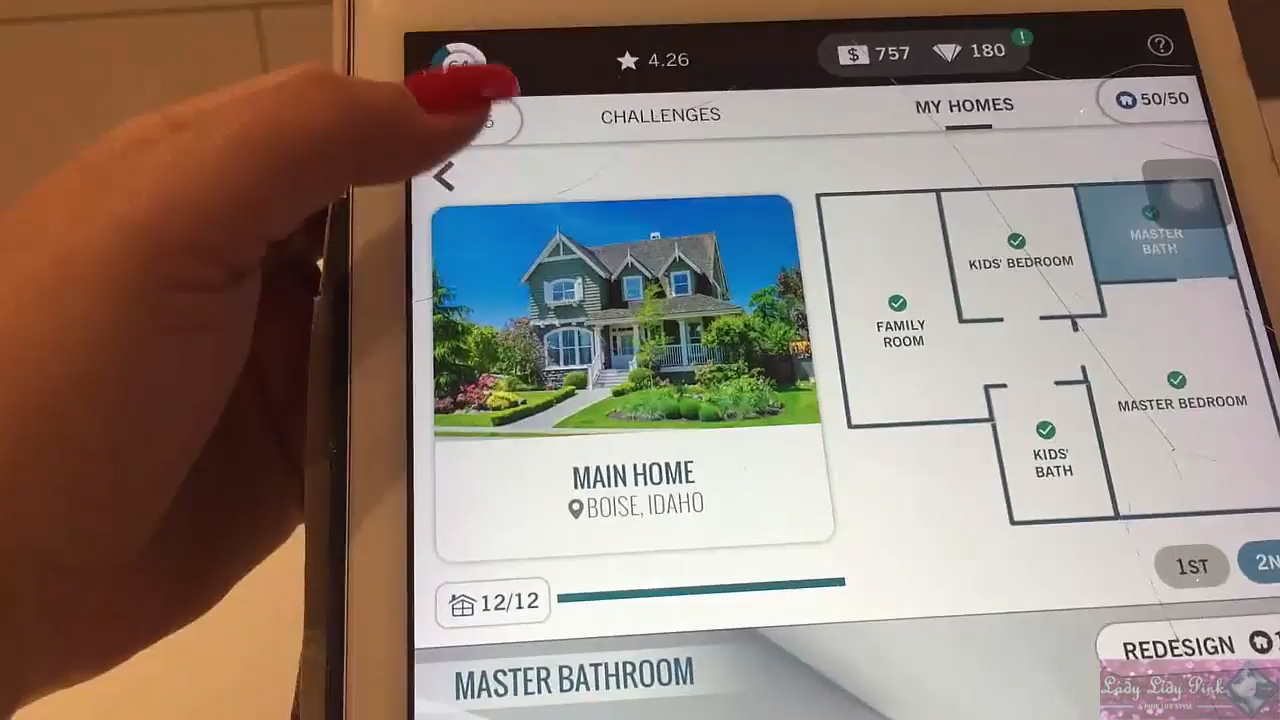 4.26
$ 757
180
!
?
CHALLENGES
MY HOMES
50/50
FAMILY
ROOM
KIDS' BEDROOM
MASTER
BATH
MASTER BEDROOM
KIDS'
BATH
MAIN HOME
BOISE, IDAHO
1ST
12/12
MASTER BATHROOM
REDESIGN
Lady Lidy Pink